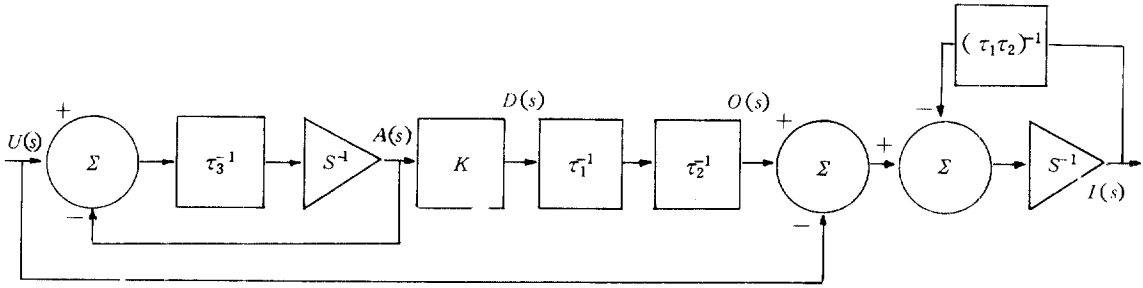 (τ₁τ₂)⁻¹
−
D(s)
O(s)
+
U(s)
+
Σ
τ₃⁻¹
S⁻¹
A(s)
K
τ₁⁻¹
τ₂⁻¹
Σ
+
Σ
S⁻¹
I(s)
−
−